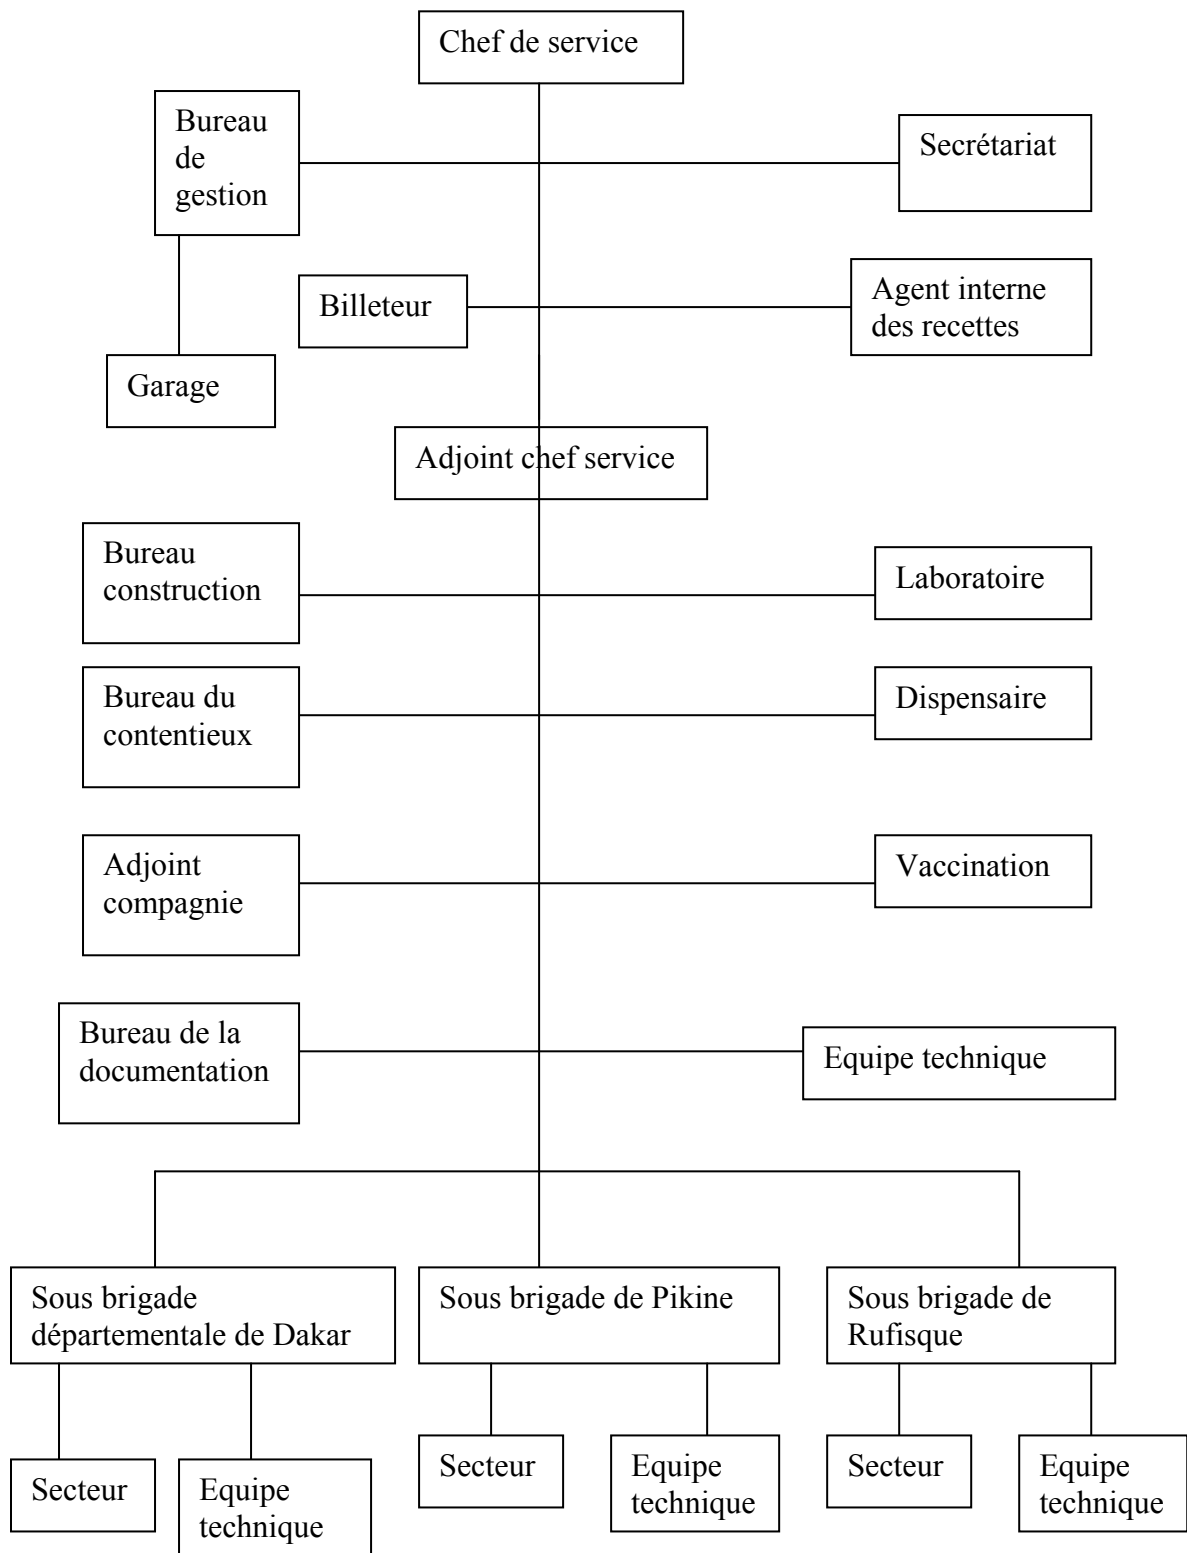 Chef de service
Bureau
de
gestion
Secrétariat
Billeteur
Agent interne
des recettes
Garage
Adjoint chef service
Bureau
construction
Laboratoire
Bureau du
contentieux
Dispensaire
Adjoint
compagnie
Vaccination
Bureau de la
documentation
Equipe technique
Sous brigade
départementale de Dakar
Sous brigade de Pikine
Sous brigade de
Rufisque
Secteur
Equipe
technique
Secteur
Equipe
technique
Secteur
Equipe
technique